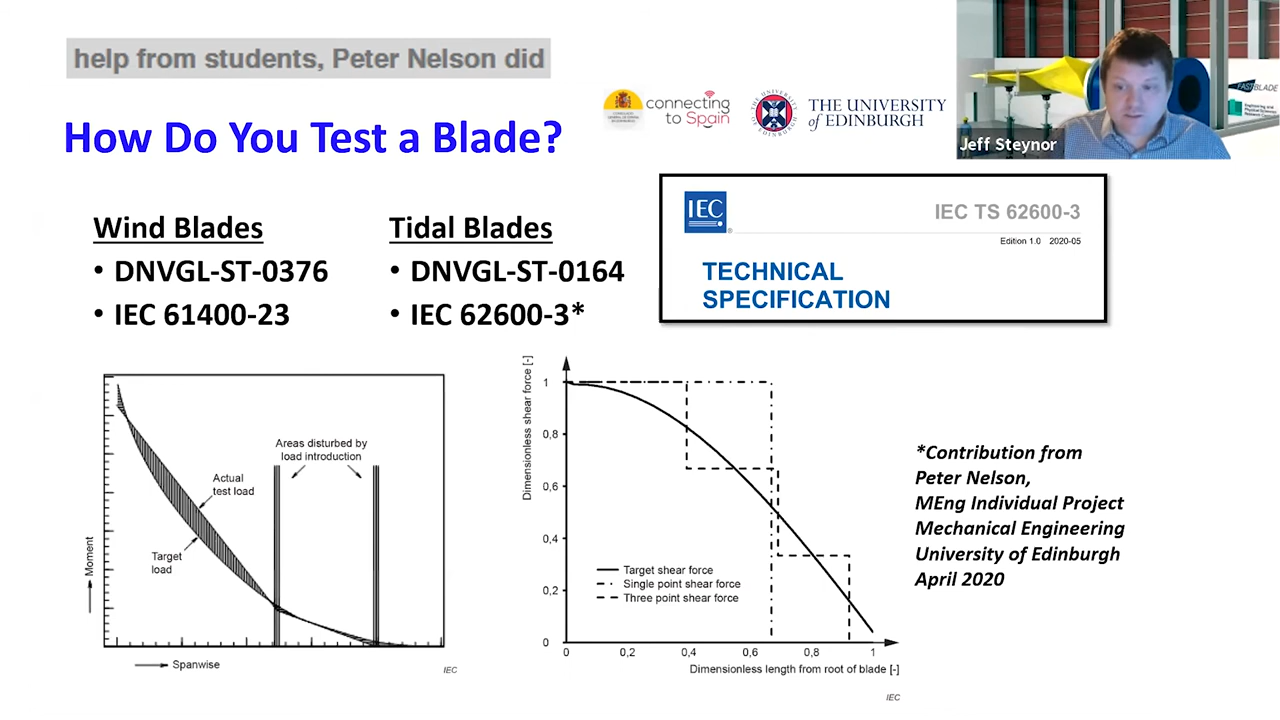 help from students, Peter Nelson did
connecting
to Spain
THE UNIVERSITY
of EDINBURGH
FASTBLADE
Jeff Steynor
How Do You Test a Blade?
Wind Blades
• DNVGL-ST-0376
• IEC 61400-23
Tidal Blades
• DNVGL-ST-0164
• IEC 62600-3*
IEC
®
IEC TS 62600-3
Edition 1.0 2020-05
TECHNICAL
SPECIFICATION
Areas disturbed by
load introduction
Actual
test load
Target
load
Moment
Spanwise
IEC
Dimensionless shear force [-]
1
0,8
0,6
0,4
0,2
0
Target shear force
Single point shear force
Three point shear force
0 0,2 0,4 0,6 0,8 1
Dimensionless length from root of blade [-]
IEC
*Contribution from
Peter Nelson,
MEng Individual Project
Mechanical Engineering
University of Edinburgh
April 2020